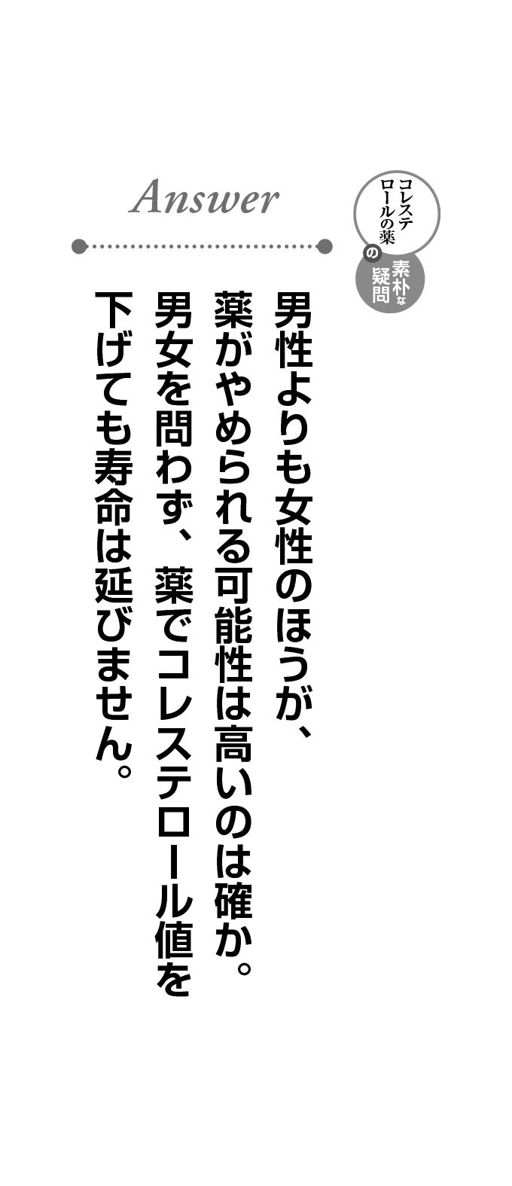 コレステ
ロールの薬
の
素朴な
疑問
Answer
男性よりも女性のほうが、
薬がやめられる可能性は高いのは確か。
男女を問わず、薬でコレステロール値を
下げても寿命は延びません。